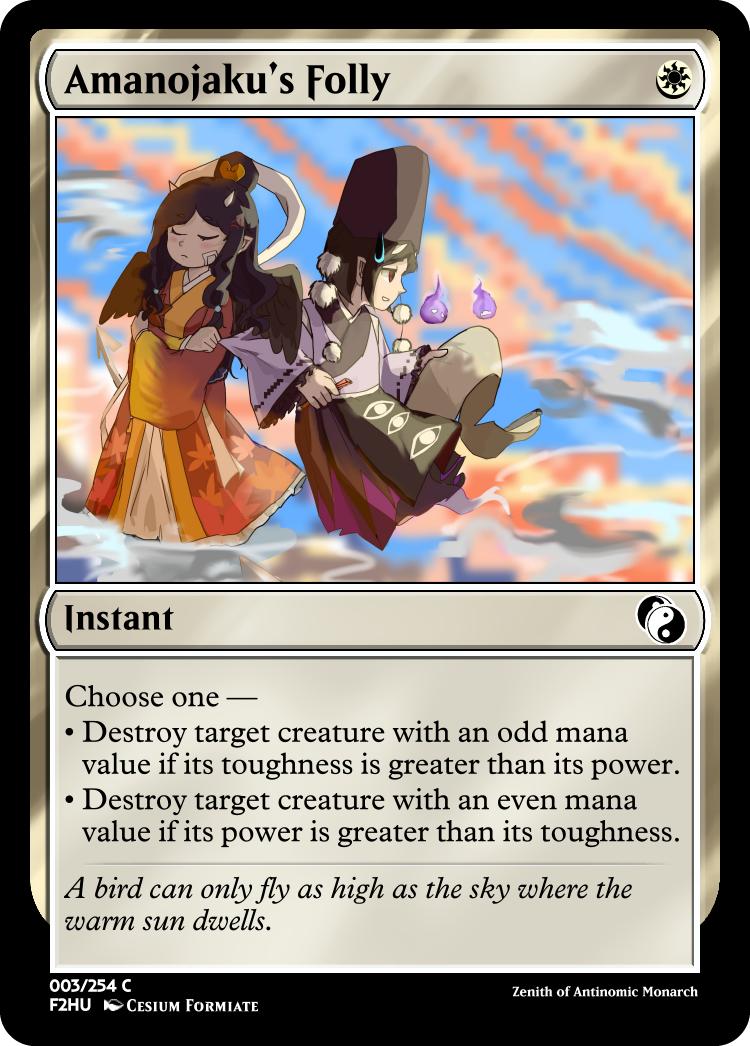 Amanojaku's Folly
Instant
Choose one —
• Destroy target creature with an odd mana
value if its toughness is greater than its power.
• Destroy target creature with an even mana
value if its power is greater than its toughness.
A bird can only fly as high as the sky where the
warm sun dwells.
003/254 C
F2HU Cesium Formiate
Zenith of Antinomic Monarch